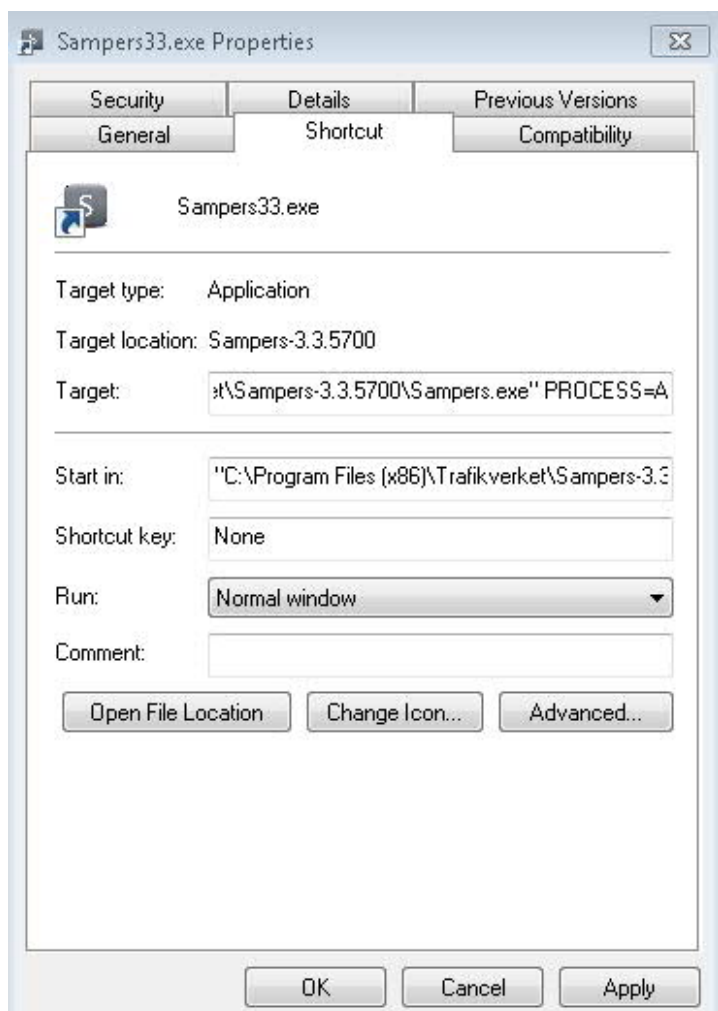 Sampers33.exe Properties
Security Details Previous Versions
General Shortcut Compatibility
S
Sampers33.exe
Target type: Application
Target location: Sampers-3.3.5700
Target: et\Sampers-3.3.5700\Sampers.exe" PROCESS=A
Start in: "C:\Program Files (x86)\Trafikverket\Sampers-3.3
Shortcut key: None
Run: Normal window
Comment:
Open File Location Change Icon... Advanced...
OK Cancel Apply